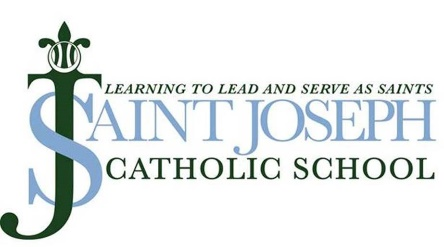 LEARNING TO LEAD AND SERVE AS SAINTS
SAINT JOSEPH
CATHOLIC SCHOOL